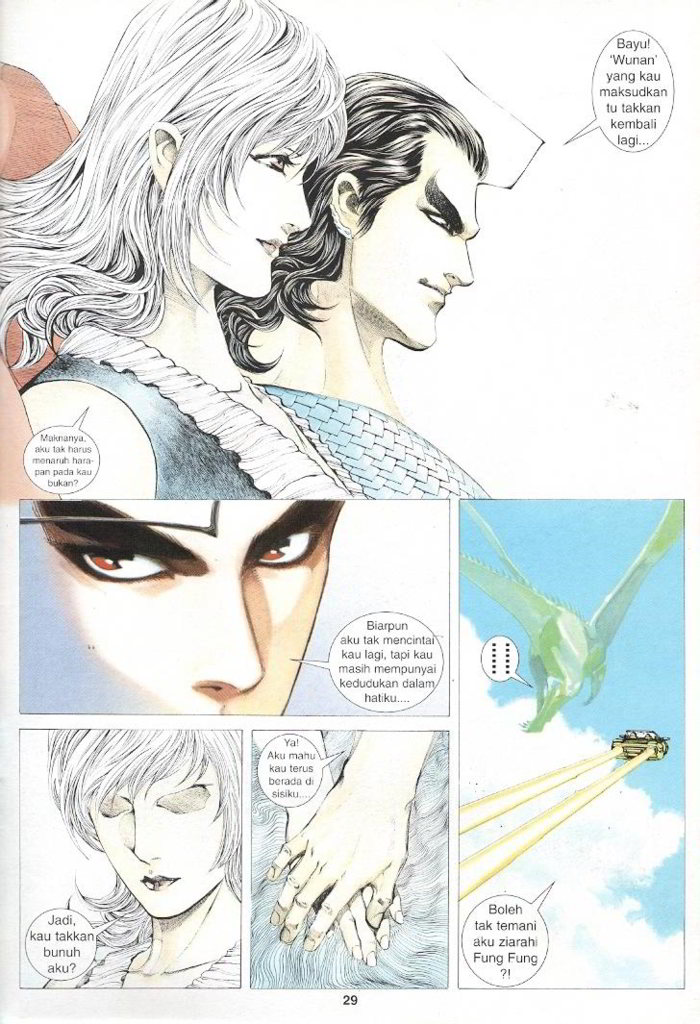 Bayu!
'Wunan'
yang kau
maksudkan
tu takkan
kembali
lagi...
Maknanya,
aku tak harus
menaruh hara-
pan pada kau
bukan?
Biarpun
aku tak mencintai
kau lagi, tapi kau
masih mempunyai
kedudukan dalam
hatiku....
Jadi,
kau takkan
bunuh
aku?
Ya!
Aku mahu
kau terus
berada di
sisiku....
Boleh
tak temani
aku ziarahi
Fung Fung
?!
29